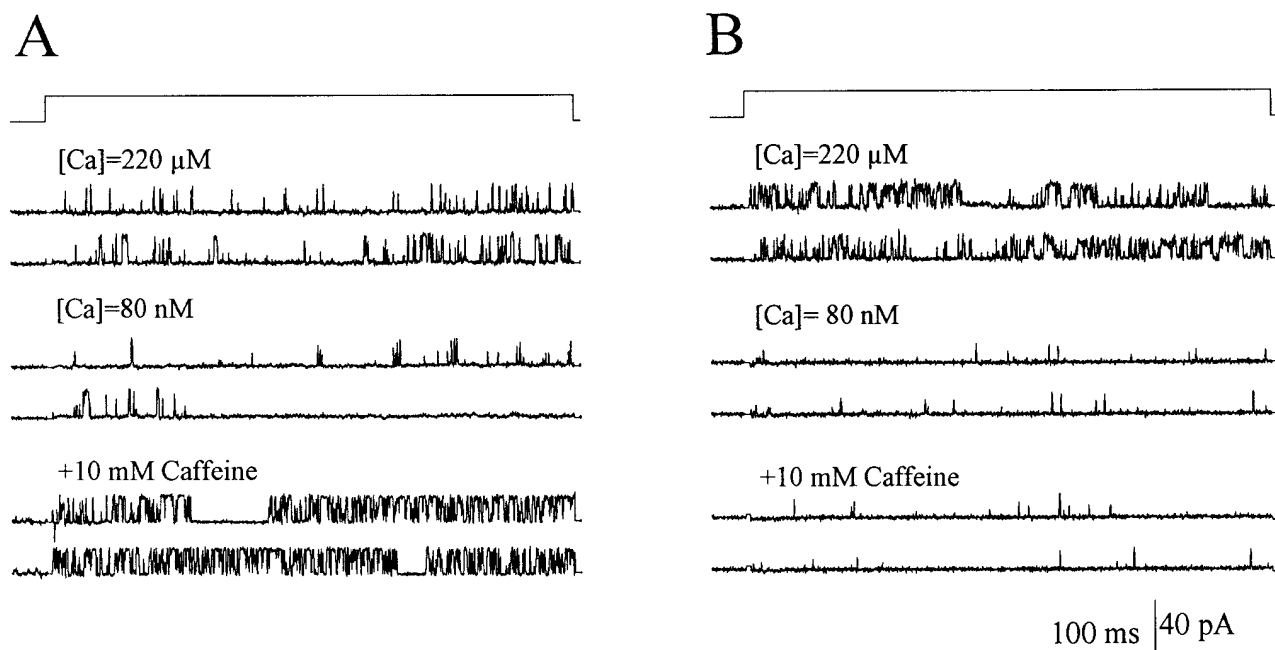 A
[Ca]=220 µM
[Ca]=80 nM
+10 mM Caffeine
B
[Ca]=220 µM
[Ca]= 80 nM
+10 mM Caffeine
100 ms
40 pA